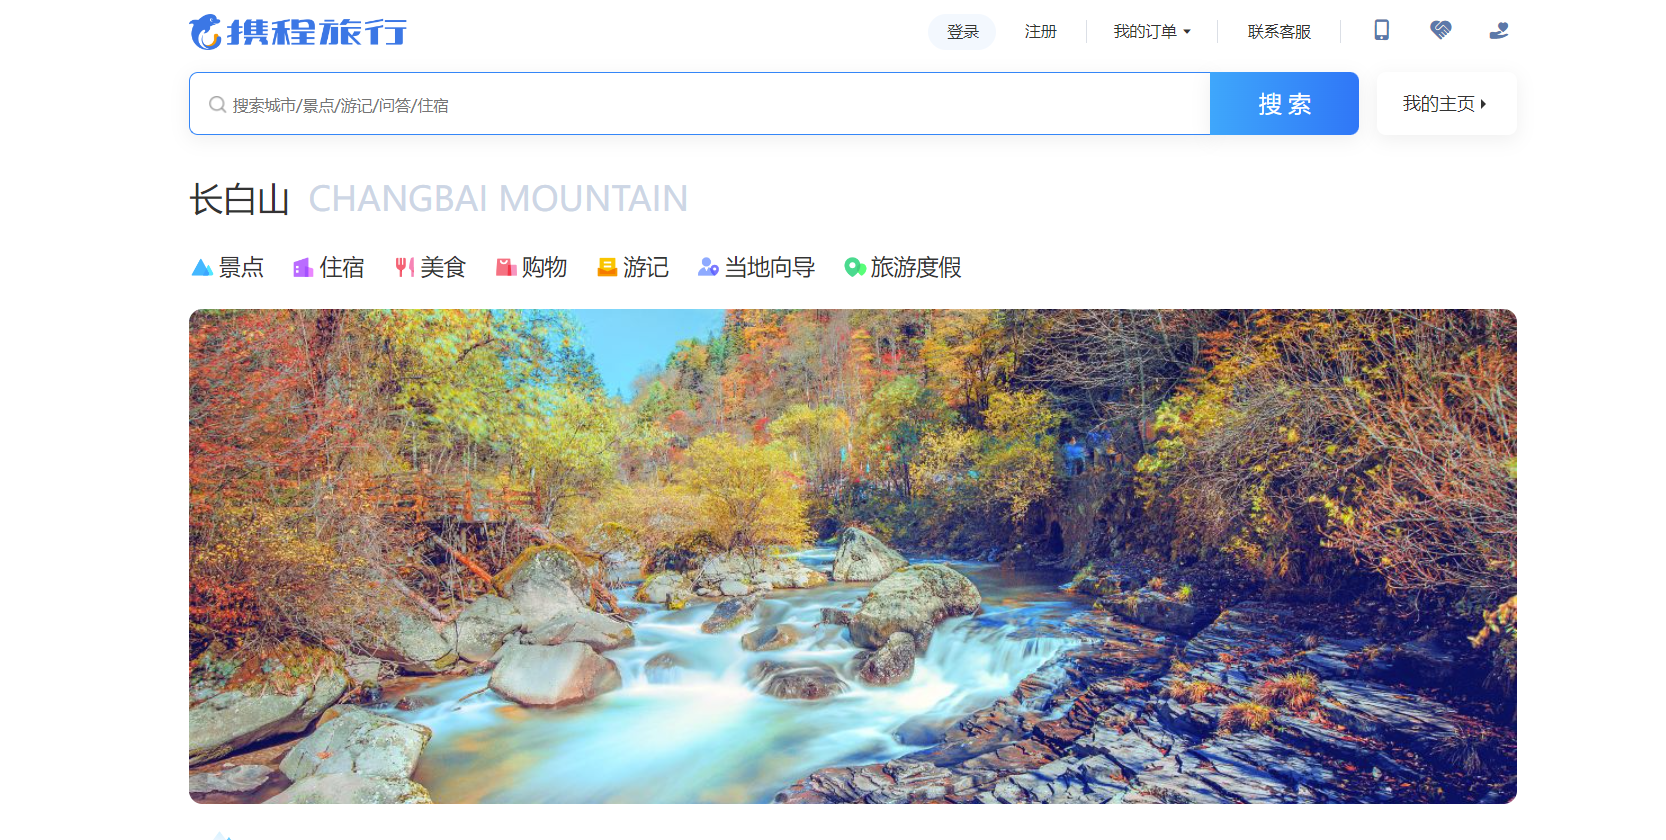 携程旅行
登录 注册 我的订单 联系客服
搜索城市/景点/游记/问答/住宿 搜索 我的主页
长白山 CHANGBAI MOUNTAIN
景点 住宿 美食 购物 游记 当地向导 旅游度假